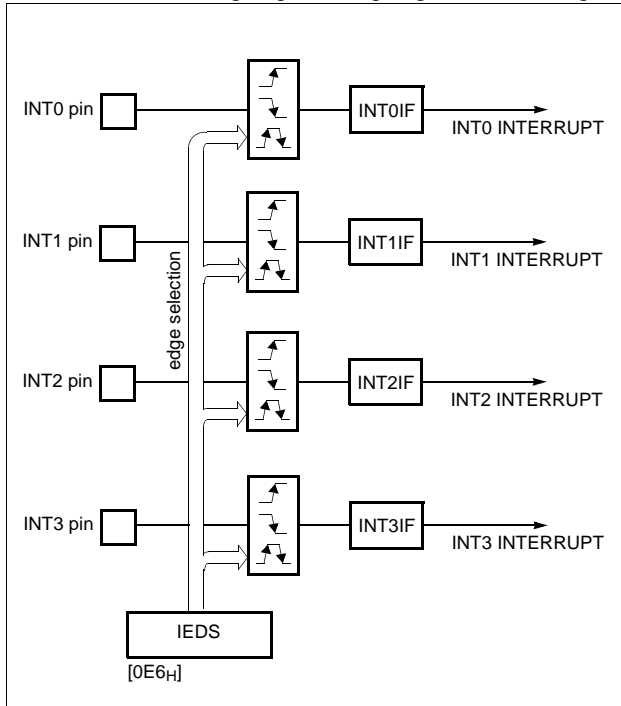 INT0 pin
INT0IF
INT0 INTERRUPT
INT1 pin
INT1IF
INT1 INTERRUPT
edge selection
INT2 pin
INT2IF
INT2 INTERRUPT
INT3 pin
INT3IF
INT3 INTERRUPT
IEDS
[0E6H]